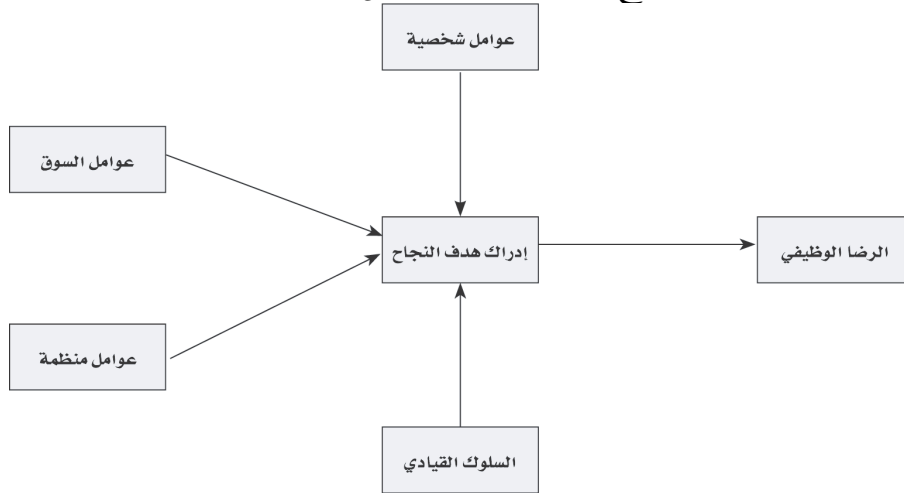 عوامل شخصية
عوامل السوق
إدراك هدف النجاح
الرضا الوظيفي
عوامل منظمة
السلوك القيادي